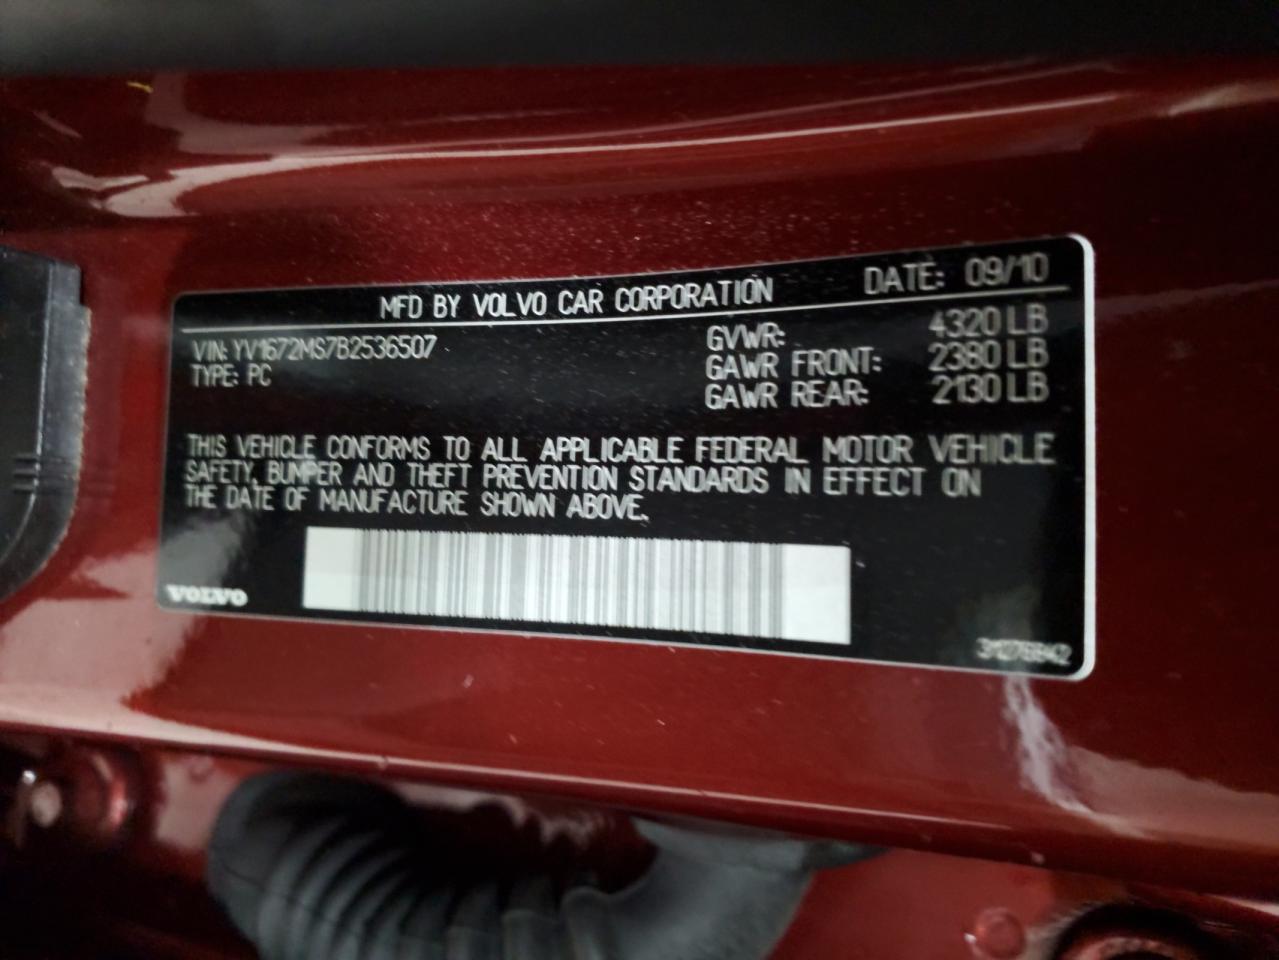 MFD BY VOLVO CAR CORPORATION DATE: 09/10
VIN: YV1672MS7B2536507
TYPE: PC
GVWR: 4320 LB
GAWR FRONT: 2380 LB
GAWR REAR: 2130 LB
THIS VEHICLE CONFORMS TO ALL APPLICABLE FEDERAL MOTOR VEHICLE
SAFETY, BUMPER AND THEFT PREVENTION STANDARDS IN EFFECT ON
THE DATE OF MANUFACTURE SHOWN ABOVE.
VOLVO